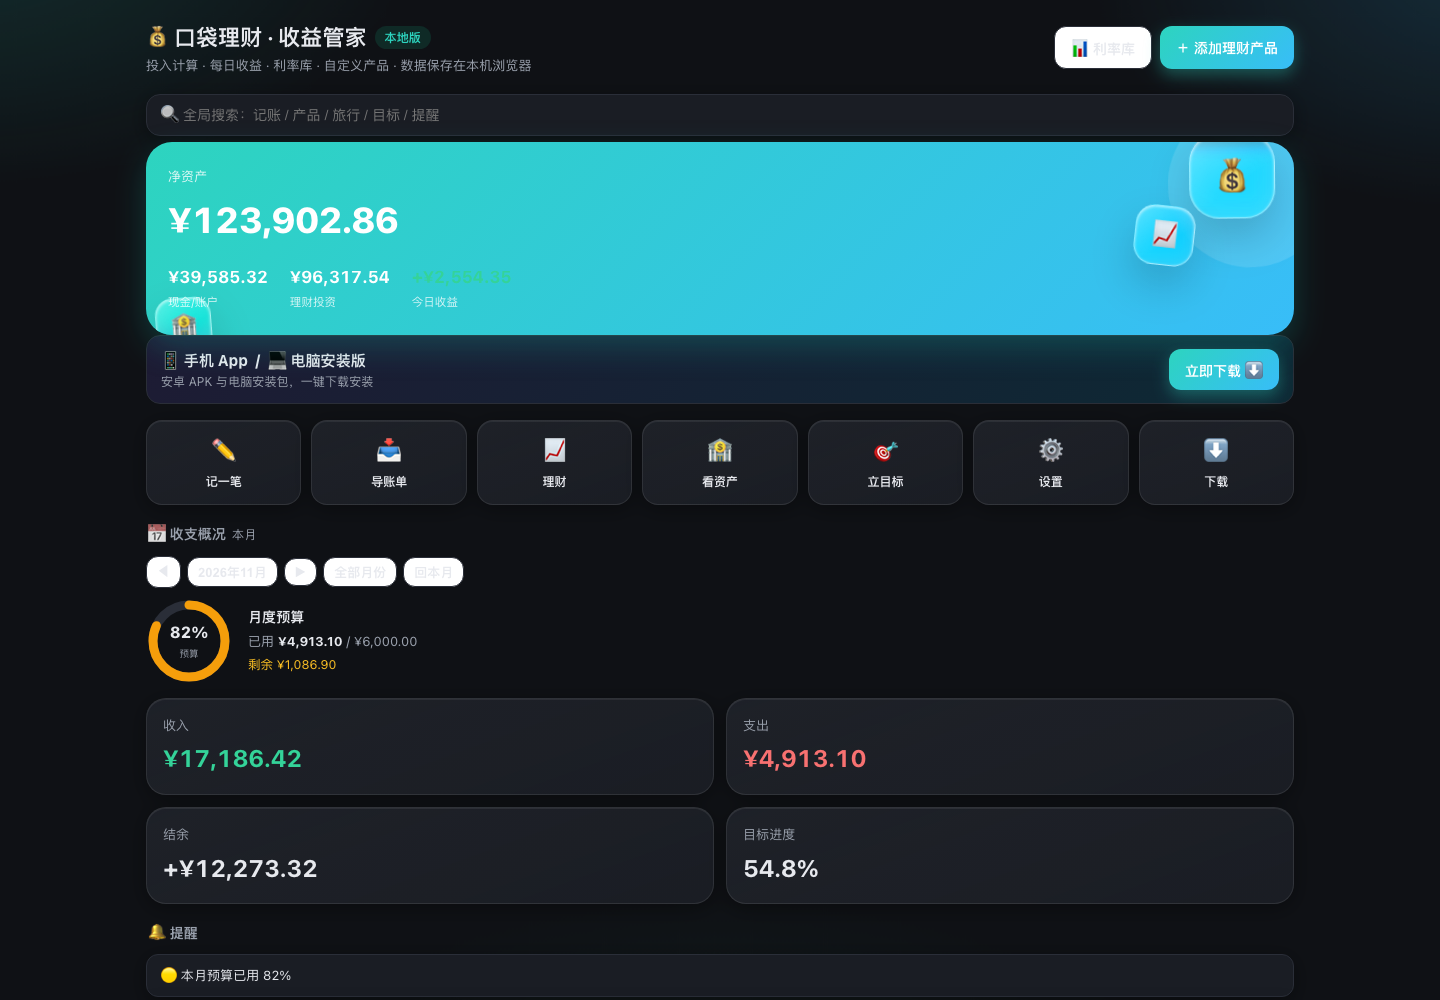 口袋理财 · 收益管家 本地版
投入计算 · 每日收益 · 利率库 · 自定义产品 · 数据保存在本机浏览器
利率库
+ 添加理财产品
全局搜索：记账 / 产品 / 旅行 / 目标 / 提醒
净资产
¥123,902.86
¥39,585.32
现金/账户
¥96,317.54
理财投资
今日收益
手机 App / 电脑安装版
安卓 APK 与电脑安装包，一键下载安装
立即下载
记一笔
导账单
理财
看资产
立目标
设置
下载
收支概况 本月
2026年11月
全部月份
回本月
82%
预算
月度预算
已用 ¥4,913.10 / ¥6,000.00
剩余 ¥1,086.90
收入
¥17,186.42
支出
¥4,913.10
结余
+¥12,273.32
目标进度
54.8%
提醒
本月预算已用 82%